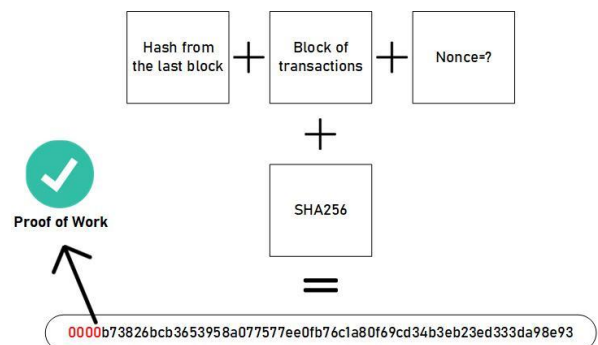 Hash from
the last block
Block of
transactions
Nonce=?
SHA256
Proof of Work
0000b73826bcb3653958a077577ee0fb76c1a80f69cd34b3eb23ed333da98e93